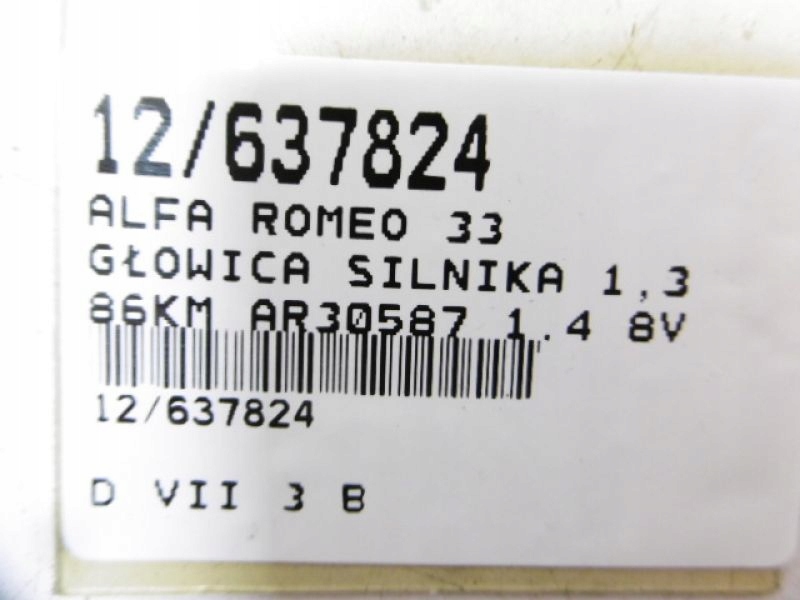 12/637824
ALFA ROMEO 33
GŁOWICA SILNIKA 1,3
86KM AR30587 1.4 8V
12/637824
D VII 3 B